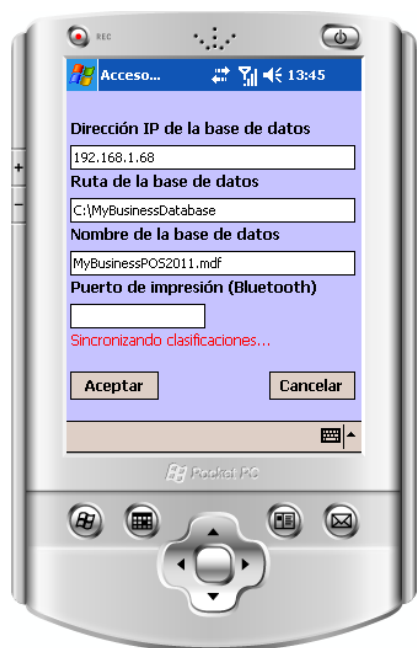 REC
Acceso...
13:45
Dirección IP de la base de datos
192.168.1.68
Ruta de la base de datos
C:\MyBusinessDatabase
Nombre de la base de datos
MyBusinessPOS2011.mdf
Puerto de impresión (Bluetooth)
Sincronizando clasificaciones...
Aceptar Cancelar
Pocket PC